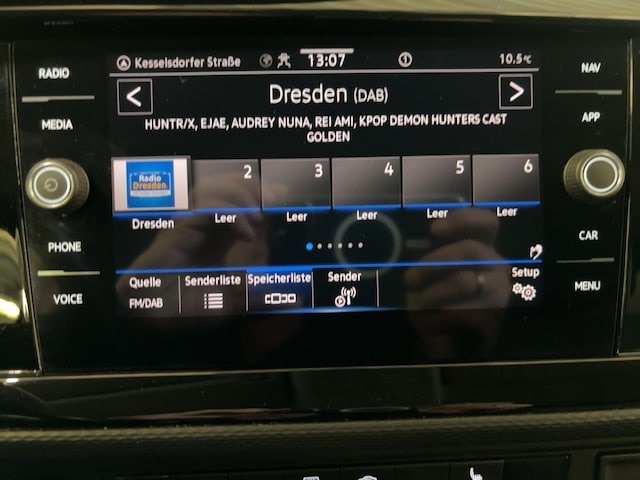 Kesselsdorfer Straße 13:07 10.5°C
RADIO
NAV
Dresden (DAB)
MEDIA
APP
HUNTR/X, EJAE, AUDREY NUNA, REI AMI, KPOP DEMON HUNTERS CAST
GOLDEN
Radio
Dresden
2
3
4
5
6
Dresden
Leer
Leer
Leer
Leer
Leer
PHONE
CAR
Quelle
Senderliste
Speicherliste
Sender
Setup
FM/DAB
VOICE
MENU